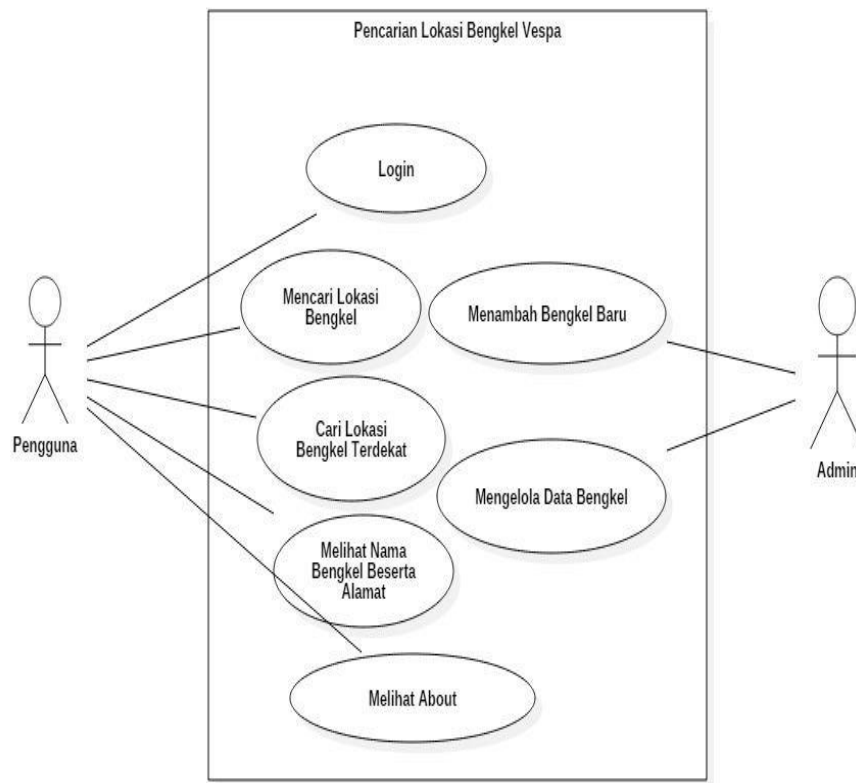 Pencarian Lokasi Bengkel Vespa
Login
Mencari Lokasi
Bengkel
Menambah Bengkel Baru
Cari Lokasi
Bengkel Terdekat
Pengguna
Admin
Mengelola Data Bengkel
Melihat Nama
Bengkel Beserta
Alamat
Melihat About